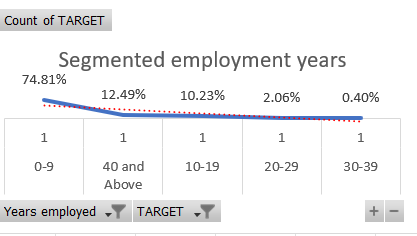 Count of TARGET
Segmented employment years
74.81% 12.49% 10.23% 2.06% 0.40%
1 1 1 1 1
0-9 40 and Above 10-19 20-29 30-39
Years employed TARGET + −